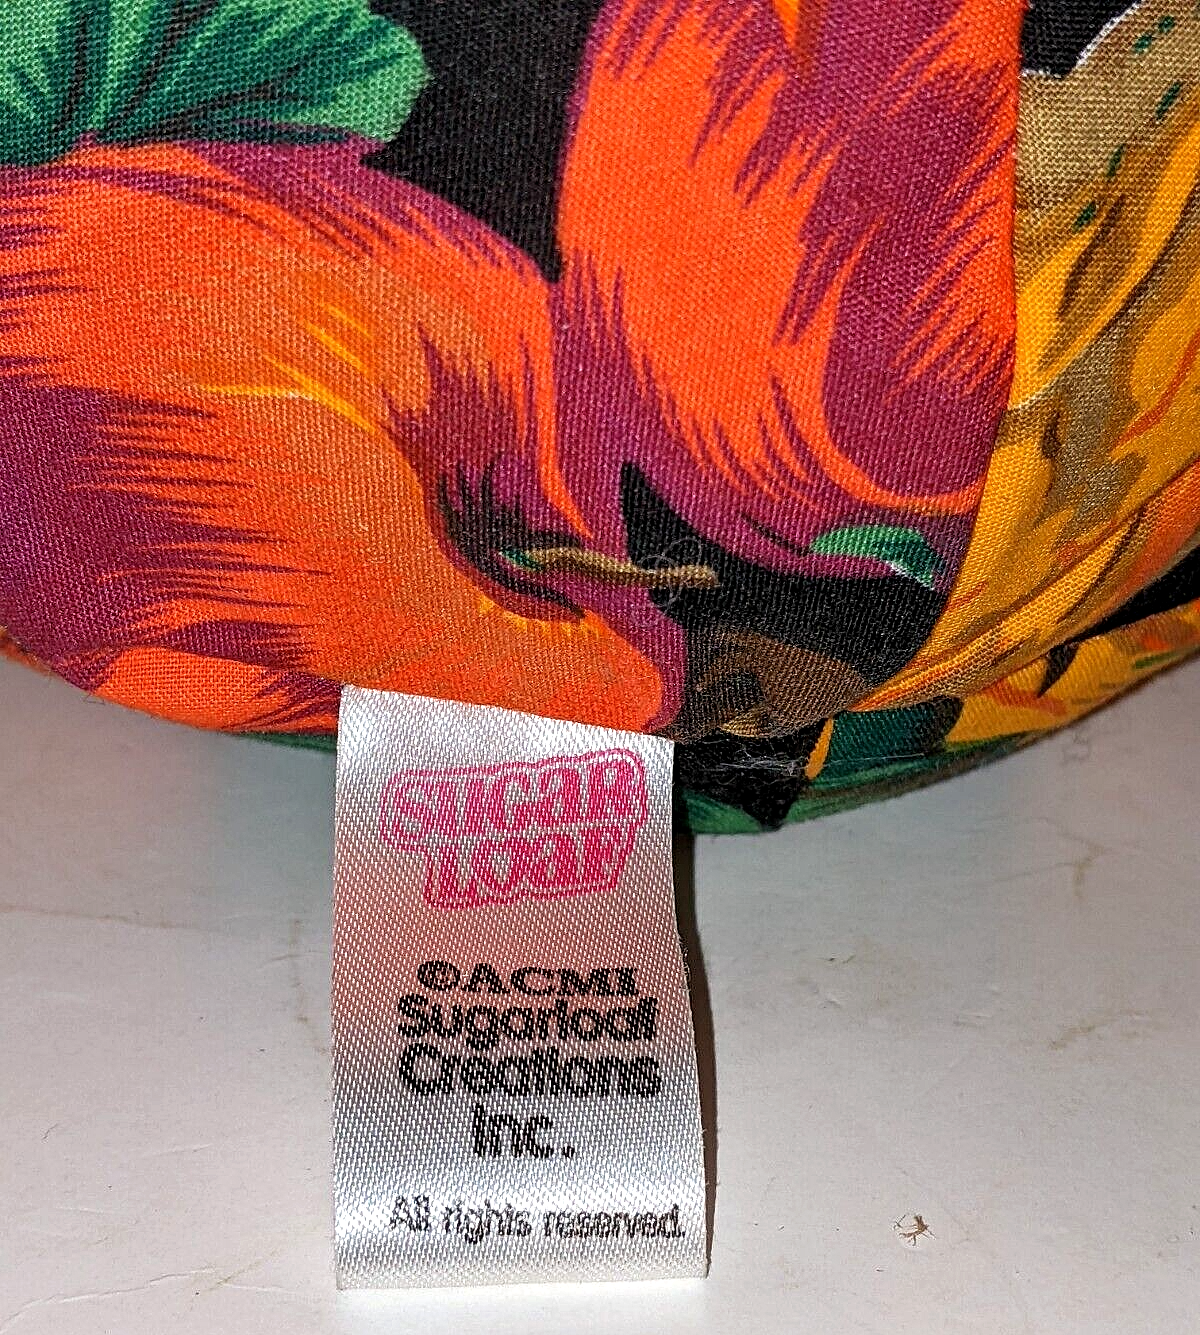 SUGAR
LOAF
©ACMI
Sugarloaf
Creations
Inc.
All rights reserved.